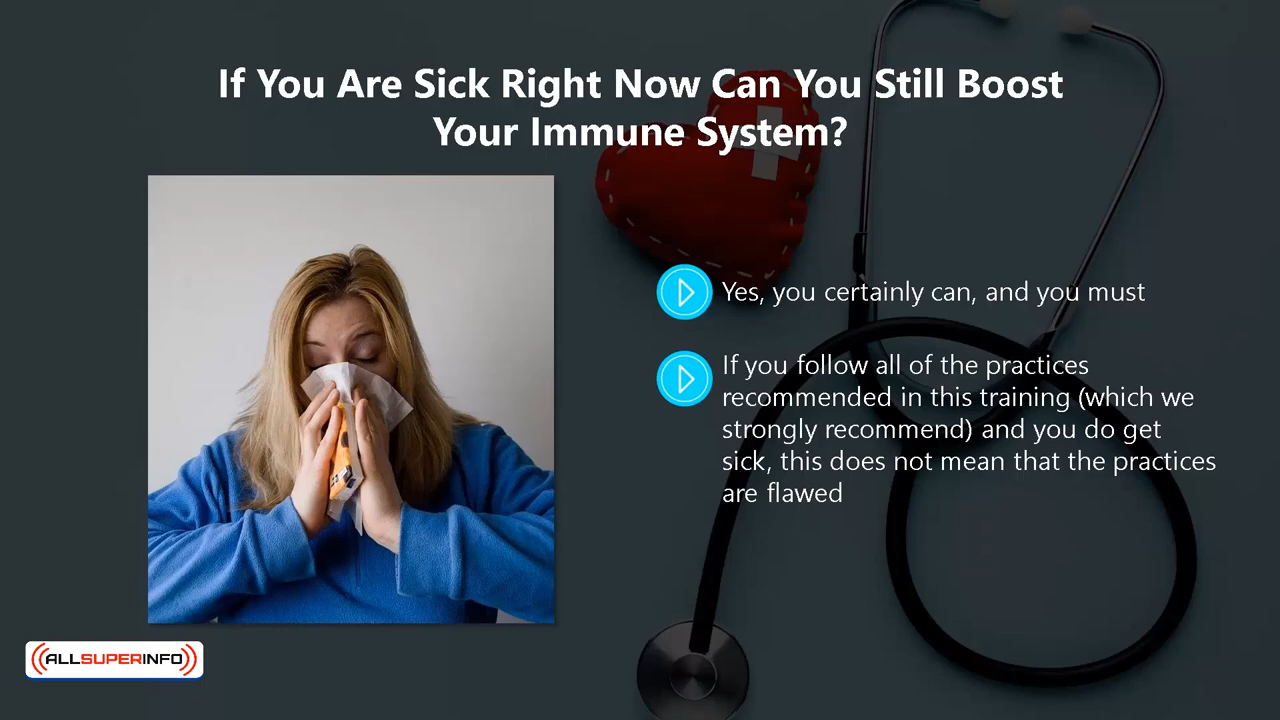 If You Are Sick Right Now Can You Still Boost
Your Immune System?
Yes, you certainly can, and you must
If you follow all of the practices
recommended in this training (which we
strongly recommend) and you do get
sick, this does not mean that the practices
are flawed
ALLSUPERINFO